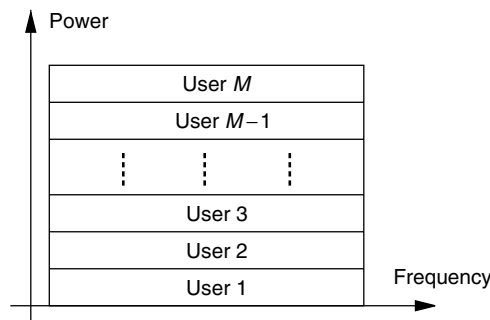 Power
User M
User M−1
User 3
User 2
User 1
Frequency